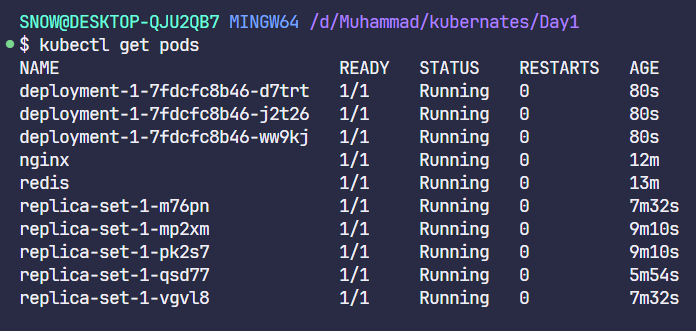 SNOW@DESKTOP-QJU2QB7 MINGW64 /d/Muhammad/kubernates/Day1
$ kubectl get pods
NAME READY STATUS RESTARTS AGE
deployment-1-7fdcfc8b46-d7trt 1/1 Running 0 80s
deployment-1-7fdcfc8b46-j2t26 1/1 Running 0 80s
deployment-1-7fdcfc8b46-ww9kj 1/1 Running 0 80s
nginx 1/1 Running 0 12m
redis 1/1 Running 0 13m
replica-set-1-m76pn 1/1 Running 0 7m32s
replica-set-1-mp2xm 1/1 Running 0 9m10s
replica-set-1-pk2s7 1/1 Running 0 9m10s
replica-set-1-qsd77 1/1 Running 0 5m54s
replica-set-1-vgvl8 1/1 Running 0 7m32s